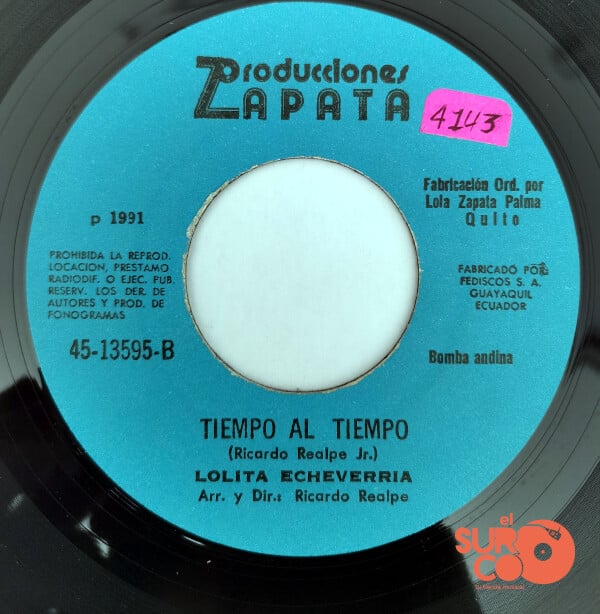 Producciones
ZAPATA
4143
Fabricación Ord. por
Lola Zapata Palma
Quito
p 1991
PROHIBIDA LA REPROD.
LOCACION, PRESTAMO
RADIODIF. O EJEC. PUB.
RESERV. LOS DER. DE
AUTORES Y PROD. DE
FONOGRAMAS
FABRICADO POR
FEDISCOS S. A.
GUAYAQUIL
ECUADOR
45-13595-B
Bomba andina
TIEMPO AL TIEMPO
(Ricardo Realpe Jr.)
LOLITA ECHEVERRIA
Arr. y Dir.: Ricardo Realpe
el
SUR
CO